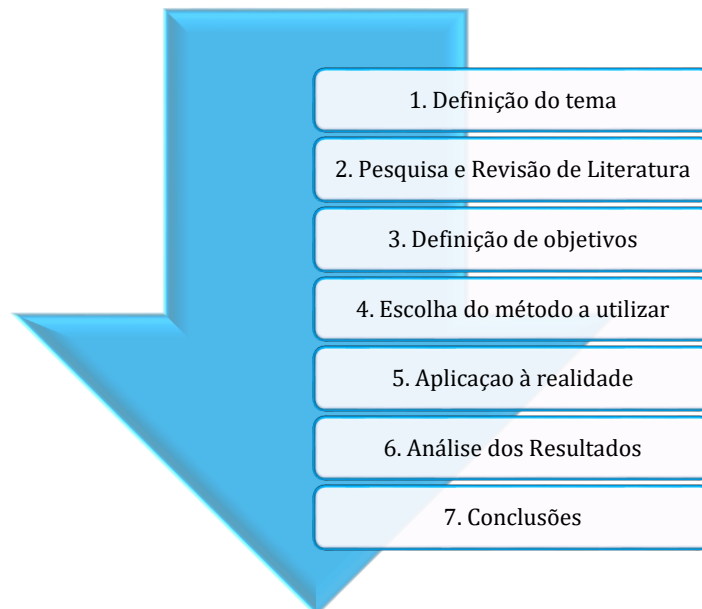 1. Definição do tema
2. Pesquisa e Revisão de Literatura
3. Definição de objetivos
4. Escolha do método a utilizar
5. Aplicaçao à realidade
6. Análise dos Resultados
7. Conclusões